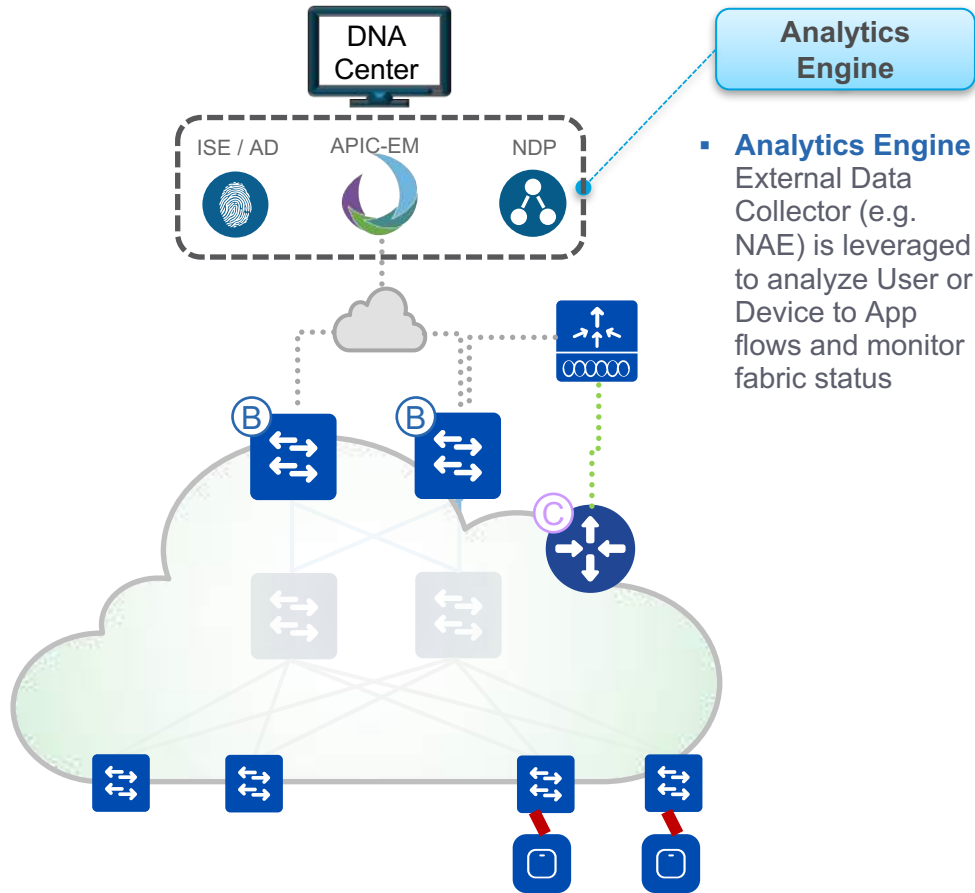 DNA
Center
Analytics
Engine
ISE / AD
APIC-EM
NDP
▪ Analytics Engine
External Data
Collector (e.g.
NAE) is leveraged
to analyze User or
Device to App
flows and monitor
fabric status
B
B
C